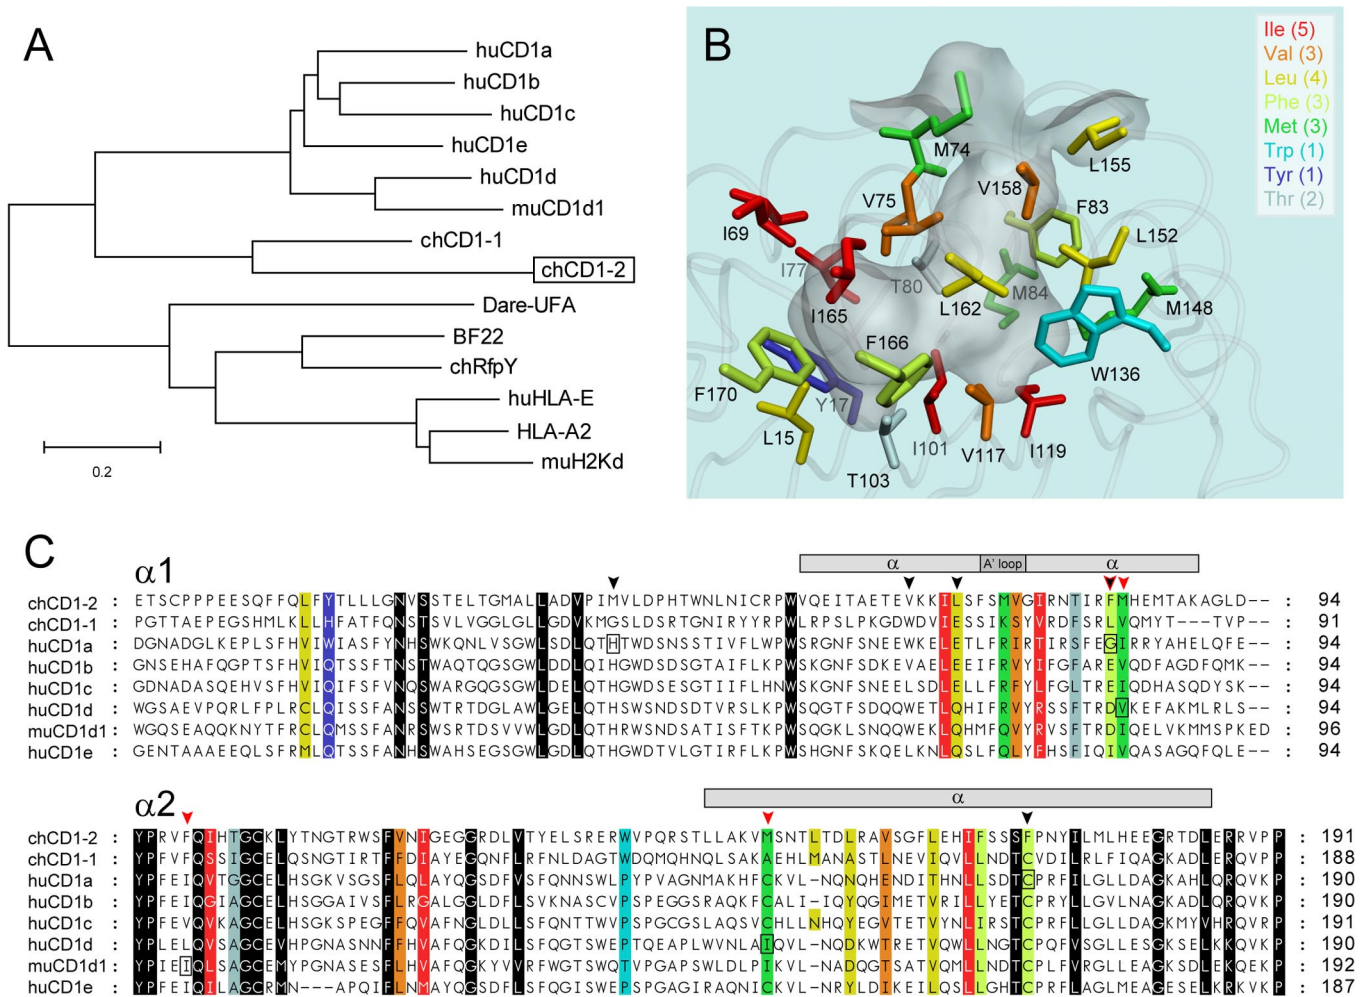 A
huCD1a
huCD1b
huCD1c
huCD1e
huCD1d
muCD1d1
chCD1-1
chCD1-2
Dare-UFA
BF22
chRfpY
huHLA-E
HLA-A2
muH2Kd
0.2
B
Ile (5)
Val (3)
Leu (4)
Phe (3)
Met (3)
Trp (1)
Tyr (1)
Thr (2)
M74
L155
V158
V75
F83
I69
L152
I77
T80
M84
I165
L162
M148
F166
W136
F170
Y17
L15
I101
V117
I119
T103
C
α1
α
A' loop
α
chCD1-2 : ETSCPPPEESQFFQLFYTLLLGNVSSTELTGMALLADVPIMVLDPHTWNLNICRPWVQEITAETEVKKILSFSMVGIRNTIRFMHEMTAKAGLD-- : 94
chCD1-1 : PGTTAEPEGSHMLKLLHFATFQNSTSVLVGGLGLLGDVKMGSLDSRTGNIRYYRPWLRPSLPKGDWDVIESSIKSYVRDFSRLVQMYT---TVP-- : 91
huCD1a : DGNADGLKEPLSFHVIWIASFYNHSWKQNLVSGWLSDLQTHTWDSNSSTIVFLWPWSRGNFSNEEWKELETLFRIRTIRSFEGIRRYAHELQFE-- : 94
huCD1b : GNSEHAFQGPTSFHVIQTSSFTNSTWAQTQGSGWLDDLQIHGWDSDSGTAIFLKPWSKGNFSDKEVAELEEIFRVYIFGFAREVQDFAGDFQMK-- : 94
huCD1c : GDNADASQEHVSFHVIQIFSFVNQSWARGQGSGWLDELQTHGWDSESGTIIFLHNWSKGNFSNEELSDLELLFRFYLFGLTREIQDHASQDYSK-- : 94
huCD1d : WGSAEVPQRLFPLRCLQISSFANSSWTRTDGLAWLGELQTHSWSNDSDTVRSLKPWSQGTFSDQQWETLQHIFRVYRSSFTRDVKEFAKMLRLS-- : 94
muCD1d1 : WGQSEAQQKNYTFRCLQMSSFANRSWSRTDSVVWLGDLQTHRWSNDSATISFTKPWSQGKLSNQQWEKLQHMFQVYRVSFTRDIQELVKMMSPKED : 96
huCD1e : GENTAAAEEQLSFRMLQTSSFANHSWAHSEGSGWLGDLQTHGWDTVLGTIRFLKPWSHGNFSKQELKNLQSLFQLYFHSFIQIVQASAGQFQLE-- : 94
α2
α
chCD1-2 : YPRVFQIHTGCKLYTNGTRWSFVNIGEGGRDLVTYELSRERWVPQRSTLLAKVMSNTLTDLRAVSGFLEHIFSSSFPNYILMLHEEGRTDLERRVPP : 191
chCD1-1 : YPFVFQSSIGCELQSNGTIRTFFDIAYEGQNFLRFNLDAGTWDQMQHNQLSAKAEHLMANASTLNEVIQVLLNDTCVDILRLFIQAGKADLERQVPP : 188
huCD1a : YPFEIQVTGGCELHSGKVSGSFLQLAYQGSDFVSFQNNSWLPYPVAGNMAKHFCKVL-NQNQHENDITHNLLSDTCPRFILGLLDAGKAHLQRQVKP : 190
huCD1b : YPFEIQGIAGCELHSGGAIVSFLRGALGGLDFLSVKNASCVPSPEGGSRAQKFCALI-IQYQGIMETVRILLYETCPRYLLGVLNAGKADLQRQVKP : 190
huCD1c : YPFEVQVKAGCELHSGKSPEGFFQVAFNGLDLLSFQNTTWVPSPGCGSLAQSVCHLLNHQYEGVTETVYNLIRSTCPRFLLGLLDAGKMYVHRQVRP : 191
huCD1d : YPLELQVSAGCEVHPGNASNNFFHVAFQGKDILSFQGTSWEPTQEAPLWVNLAIQVL-NQDKWTRETVQWLLNGTCPQFVSGLLESGKSELKKQVKP : 190
muCD1d1 : YPIEIQLSAGCEMYPGNASESFLHVAFQGKYVVRFWGTSWQTVPGAPSWLDLPIKVL-NADQGTSATVQMLLNDTCPLFVRGLLEAGKSDLEKQEKP : 192
huCD1e : YPFEIQILAGCRMN---APQIFLNMAYQGSDFLSFQGISWEPSPGAGIRAQNICKVL-NRYLDIKEILQSLLGHTCPRFLAGLMEAGESELKRKVKP : 187